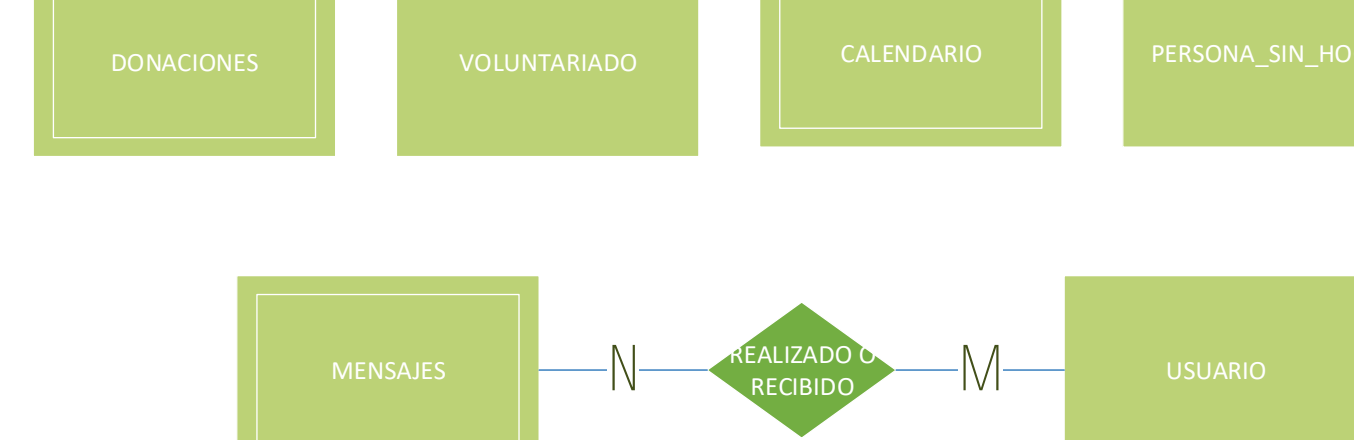 DONACIONES
VOLUNTARIADO
CALENDARIO
PERSONA_SIN_HO
MENSAJES
N
REALIZADO O
RECIBIDO
M
USUARIO